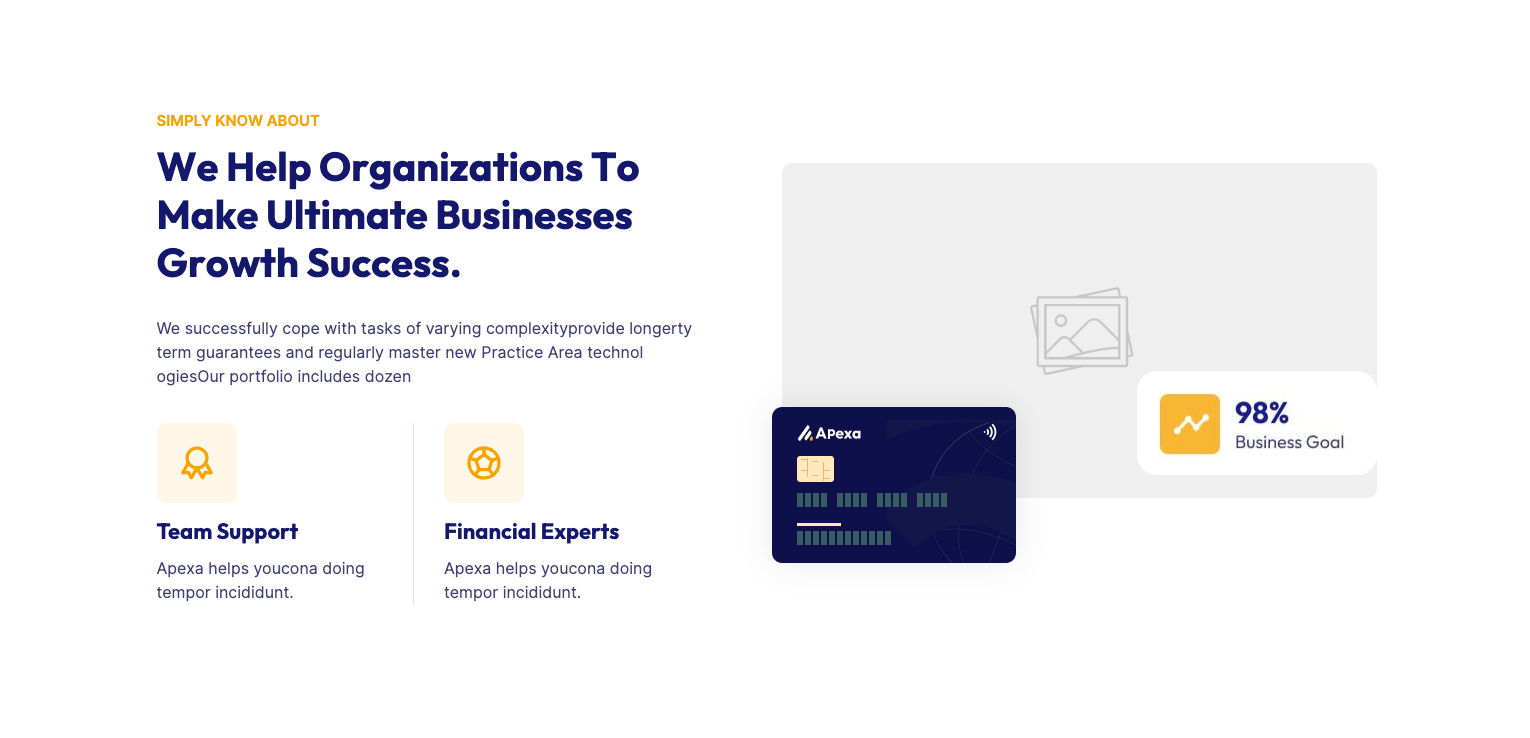 SIMPLY KNOW ABOUT
We Help Organizations To
Make Ultimate Businesses
Growth Success.
We successfully cope with tasks of varying complexityprovide longerty
term guarantees and regularly master new Practice Area technol
ogiesOur portfolio includes dozen
Team Support
Apexa helps youcona doing
tempor incididunt.
Financial Experts
Apexa helps youcona doing
tempor incididunt.
98%
Business Goal
Apexa